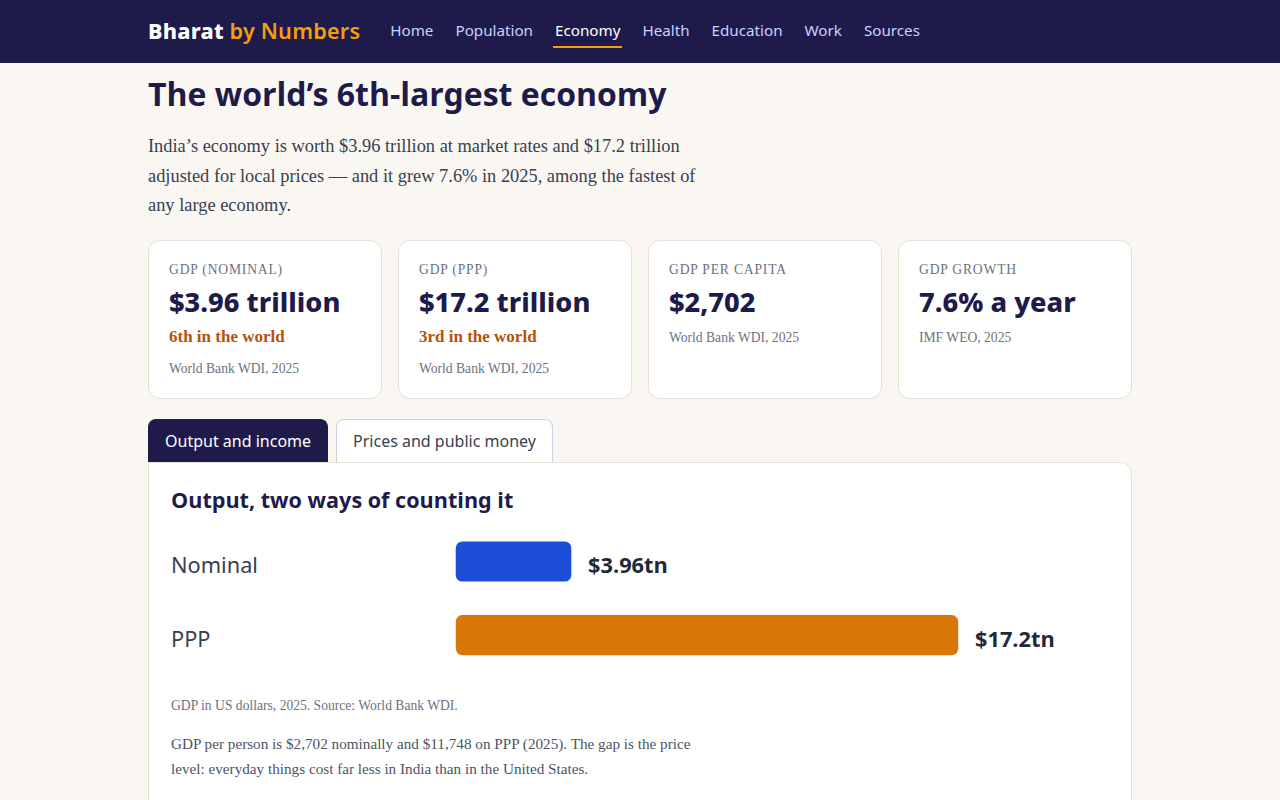 Bharat by Numbers
Home
Population
Economy
Health
Education
Work
Sources
The world’s 6th-largest economy
India’s economy is worth $3.96 trillion at market rates and $17.2 trillion
adjusted for local prices — and it grew 7.6% in 2025, among the fastest of
any large economy.
GDP (NOMINAL)
$3.96 trillion
6th in the world
World Bank WDI, 2025
GDP (PPP)
$17.2 trillion
3rd in the world
World Bank WDI, 2025
GDP PER CAPITA
$2,702
World Bank WDI, 2025
GDP GROWTH
7.6% a year
IMF WEO, 2025
Output and income
Prices and public money
Output, two ways of counting it
Nominal
$3.96tn
PPP
$17.2tn
GDP in US dollars, 2025. Source: World Bank WDI.
GDP per person is $2,702 nominally and $11,748 on PPP (2025). The gap is the price
level: everyday things cost far less in India than in the United States.